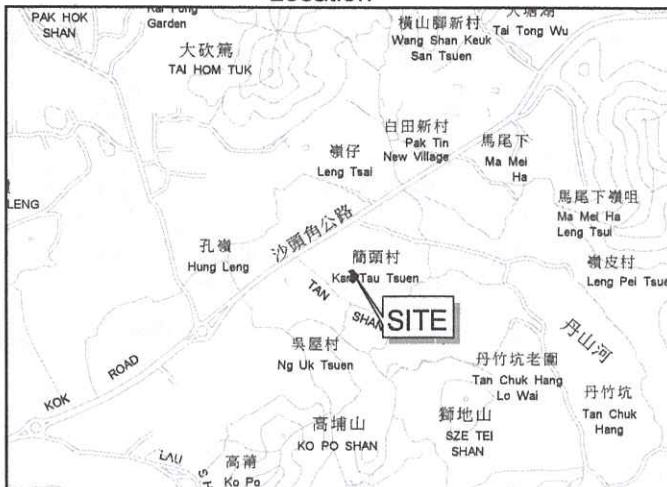 PAK HOK
SHAN
Garden
大砍篤
TAI HOM TUK
橫山腳新村
Wang Shan Keuk
San Tsuen
Tai Tong Wu
白田新村
Pak Tin
New Village
馬尾下
Ma Mei
Ha
嶺仔
Leng Tsai
LENG
馬尾下嶺咀
Ma Mei Ha
Leng Tsui
孔嶺
Hung Leng
沙頭角公路
簡頭村
Kan Tau Tsuen
嶺皮村
Leng Pei Tsue
TAN
SHAN
SITE
丹山河
吳屋村
Ng Uk Tsuen
KOK ROAD
丹竹坑老圍
Tan Chuk Hang
Lo Wai
丹竹坑
Tan Chuk
Hang
高埔山
KO PO SHAN
獅地山
SZE TEI
SHAN
LAU
高莆
Ko Po